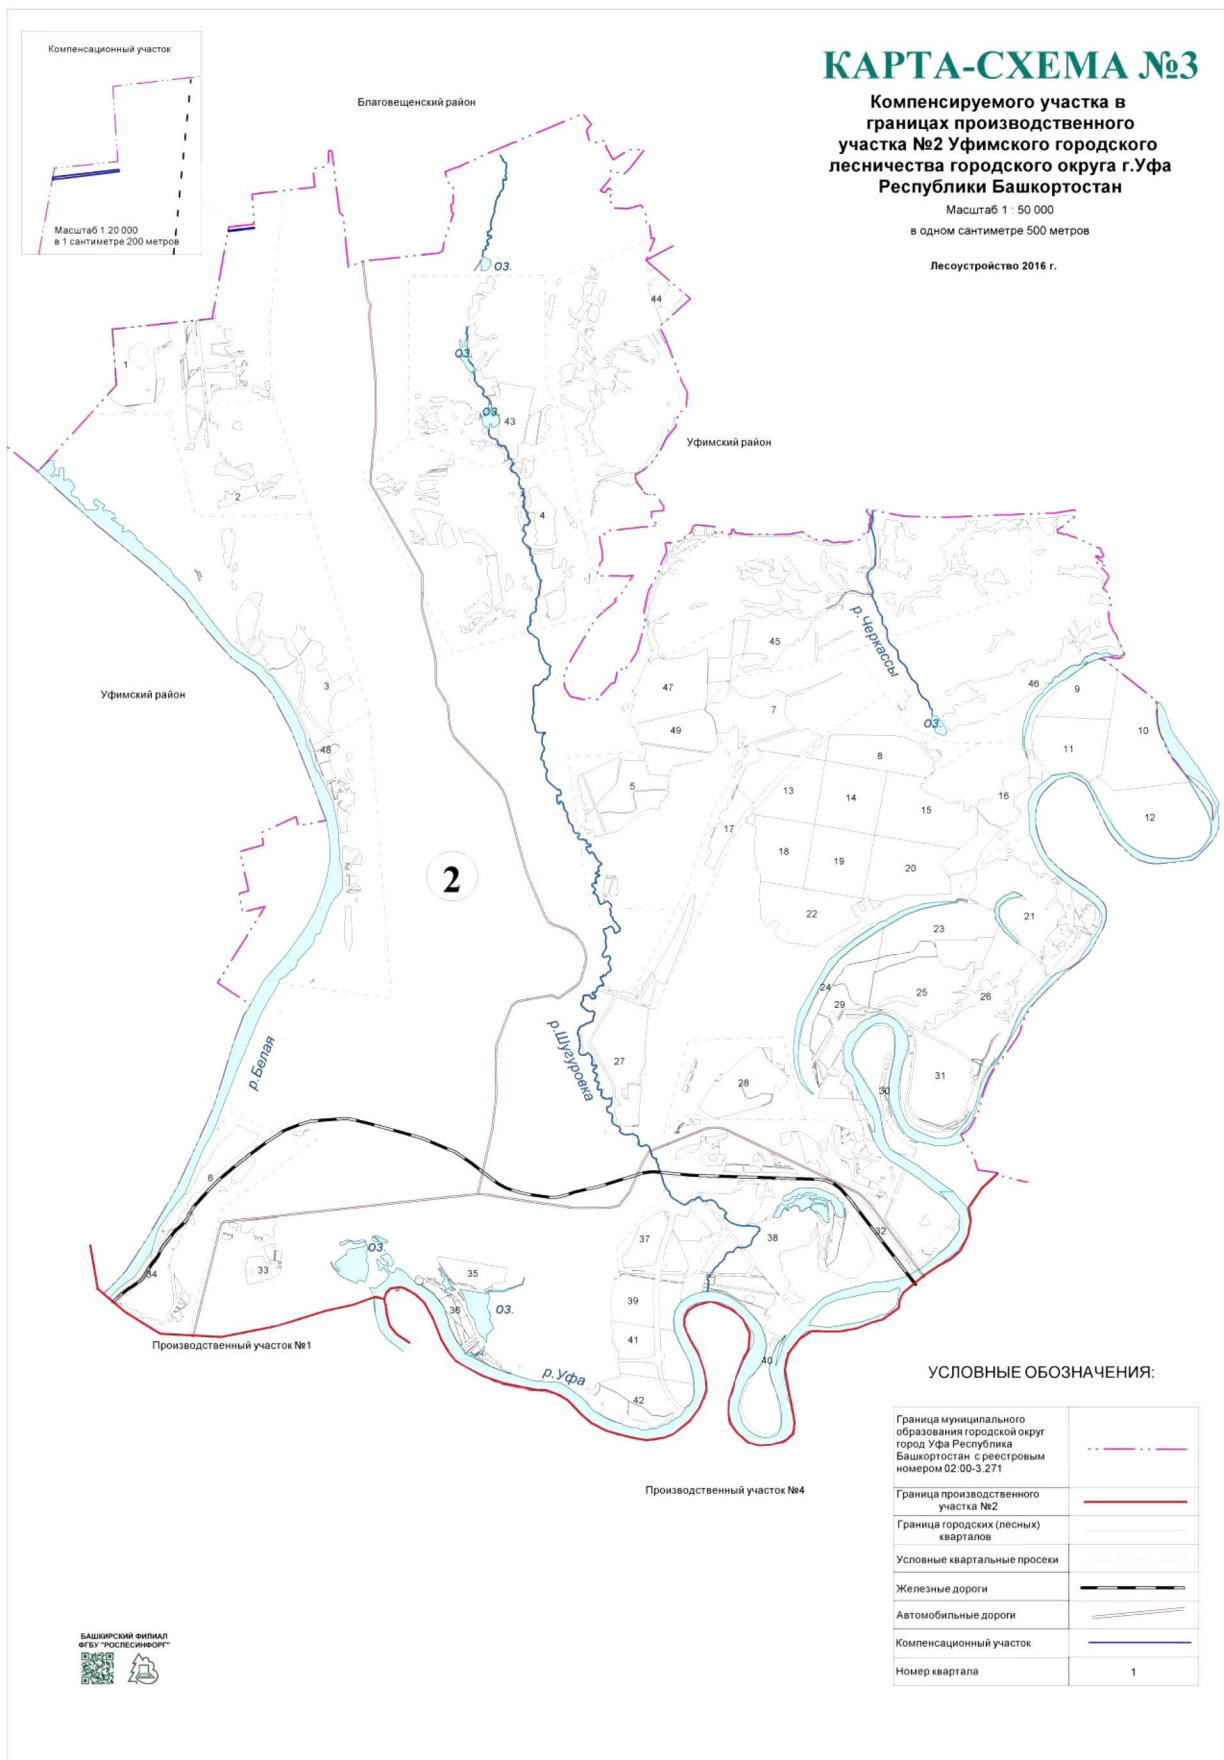 Компенсационный участок
Масштаб 1:20 000
в 1 сантиметре 200 метров
КАРТА-СХЕМА №3
Компенсируемого участка в
границах производственного
участка №2 Уфимского городского
лесничества городского округа г.Уфа
Республики Башкортостан
Масштаб 1 : 50 000
в одном сантиметре 500 метров
Лесоустройство 2016 г.
Благовещенский район
оз.
44
1
оз.
оз.
43
Уфимский район
2
4
р.Черкассы
45
Уфимский район
3
47
46
9
7
49
оз.
10
48
8
11
5
13
14
15
16
12
17
18
19
20
2
22
21
23
24
25
26
29
р.Белая
р.Шугуровка
27
28
31
30
6
37
38
32
оз.
33
34
35
36
оз.
39
41
40
Производственный участок №1
р.Уфа
42
Производственный участок №4
УСЛОВНЫЕ ОБОЗНАЧЕНИЯ:
Граница муниципального
образования городской округ
город Уфа Республика
Башкортостан с реестровым
номером 02:00-3.271
Граница производственного
участка №2
Граница городских (лесных)
кварталов
Условные квартальные просеки
Железные дороги
Автомобильные дороги
Компенсационный участок
Номер квартала
1
БАШКИРСКИЙ ФИЛИАЛ
ФГБУ "РОСЛЕСИНФОРГ"